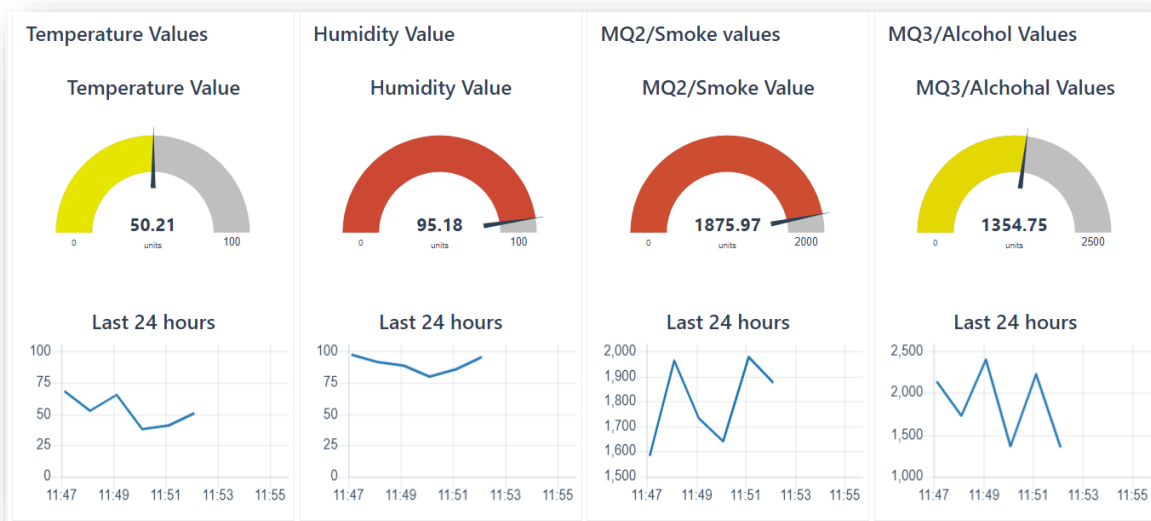 Temperature Values
Temperature Value
50.21
units
0
100
Last 24 hours
100
75
50
25
0
11:47 11:49 11:51 11:53 11:55
Humidity Value
Humidity Value
95.18
units
0
100
Last 24 hours
100
75
50
25
0
11:47 11:49 11:51 11:53 11:55
MQ2/Smoke values
MQ2/Smoke Value
1875.97
units
0
2000
Last 24 hours
2,000
1,900
1,800
1,700
1,600
1,500
11:47 11:49 11:51 11:53 11:55
MQ3/Alcohol Values
MQ3/Alchohal Values
1354.75
units
0
2500
Last 24 hours
2,500
2,000
1,500
1,000
11:47 11:49 11:51 11:53 11:55